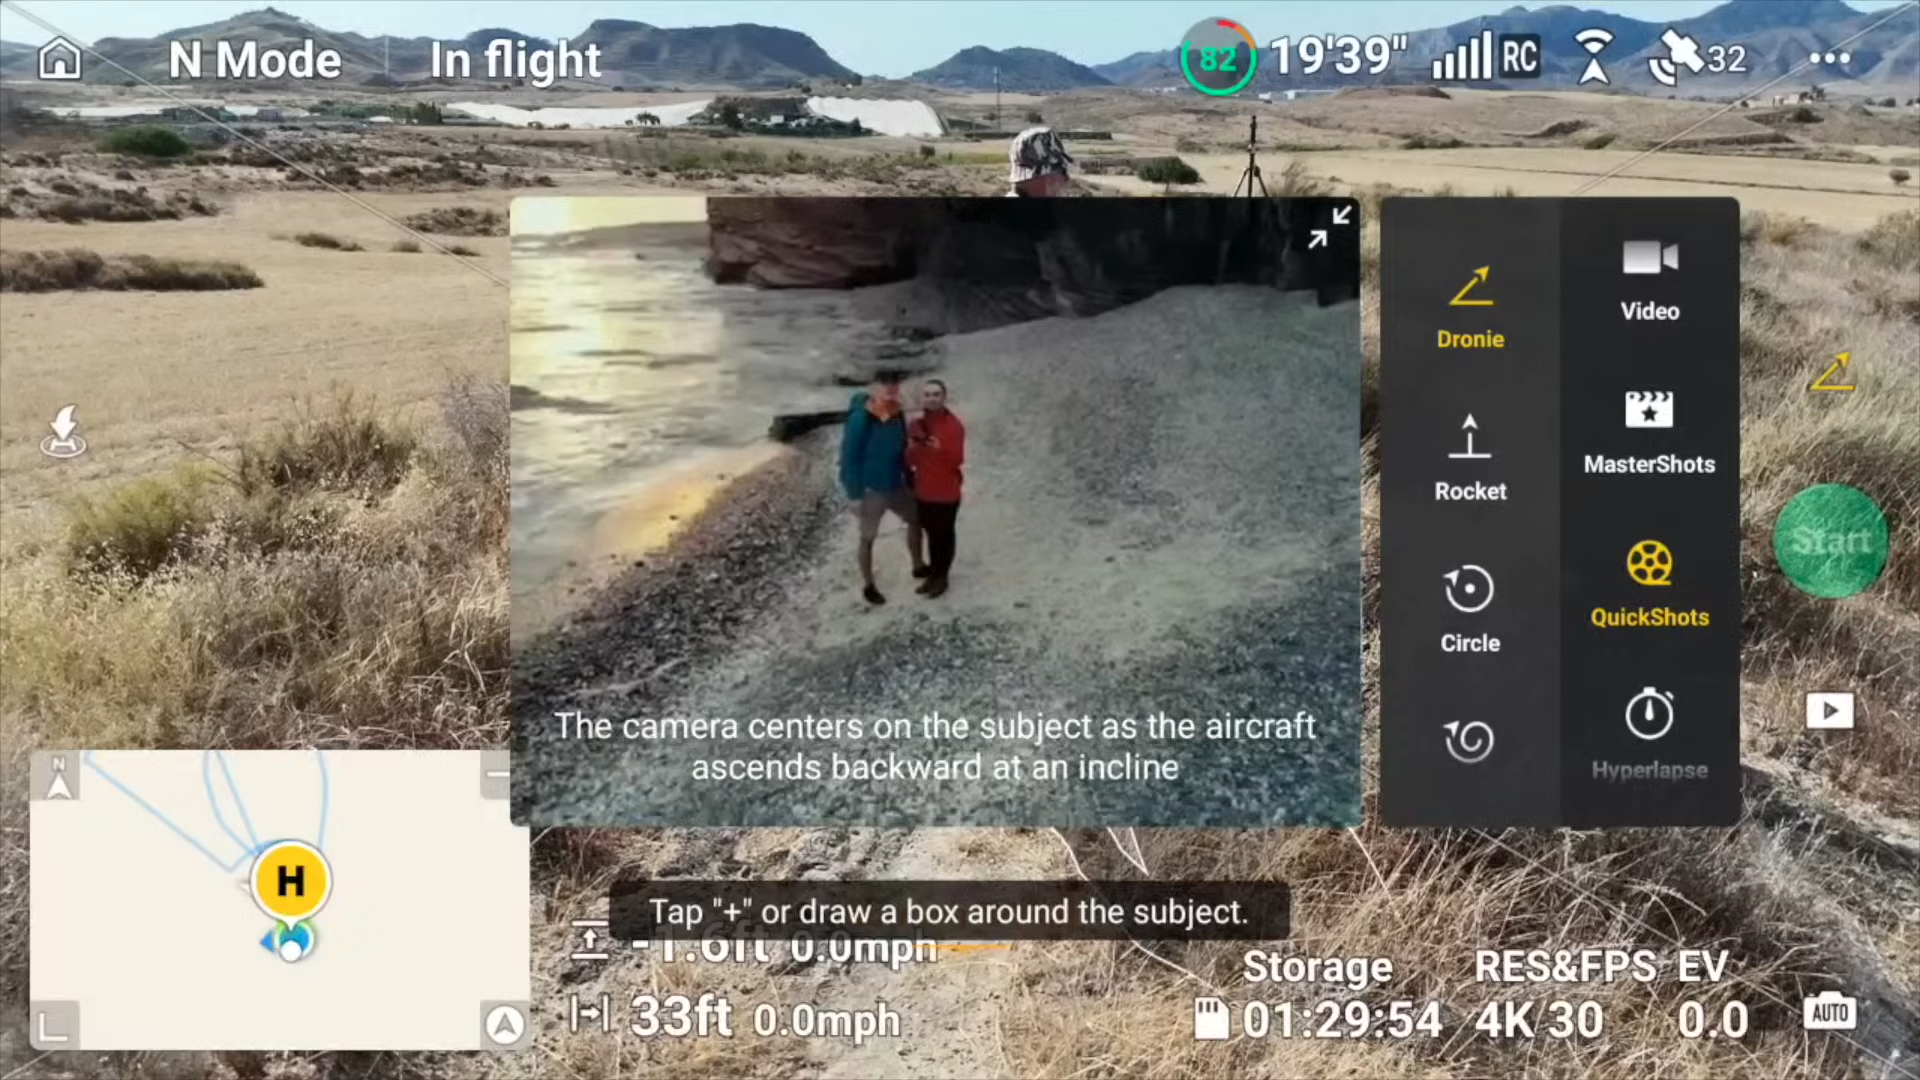 N Mode
In flight
82
19'39"
RC
32
Dronie
Rocket
Circle
Video
MasterShots
QuickShots
Hyperlapse
Start
The camera centers on the subject as the aircraft
ascends backward at an incline
N
H
Tap "+" or draw a box around the subject.
-1.6ft 0.0mph
33ft 0.0mph
Storage
01:29:54
RES&FPS
4K 30
EV
0.0
AUTO